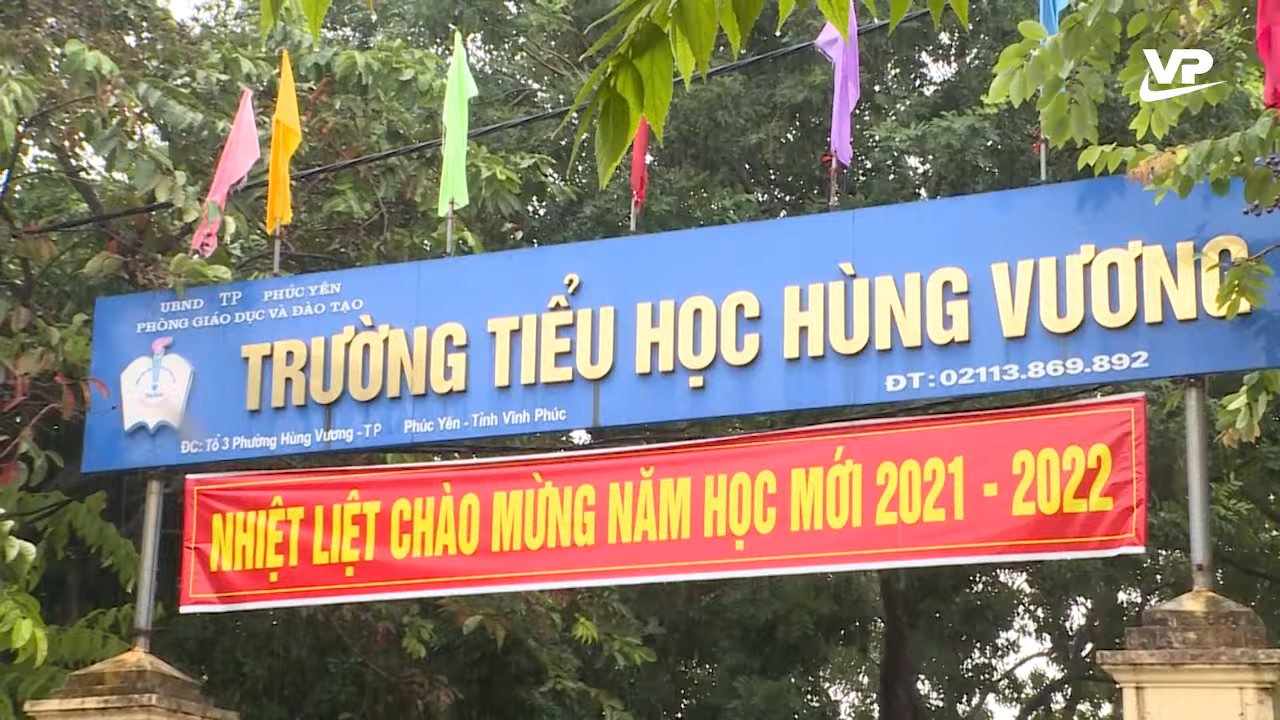 VP
UBND TP PHÚC YÊN
PHÒNG GIÁO DỤC VÀ ĐÀO TẠO
TRƯỜNG TIỂU HỌC HÙNG VƯƠNG
ĐT: 02113.869.892
ĐC: Tổ 3 Phường Hùng Vương - TP Phúc Yên - Tỉnh Vĩnh Phúc
NHIỆT LIỆT CHÀO MỪNG NĂM HỌC MỚI 2021 - 2022